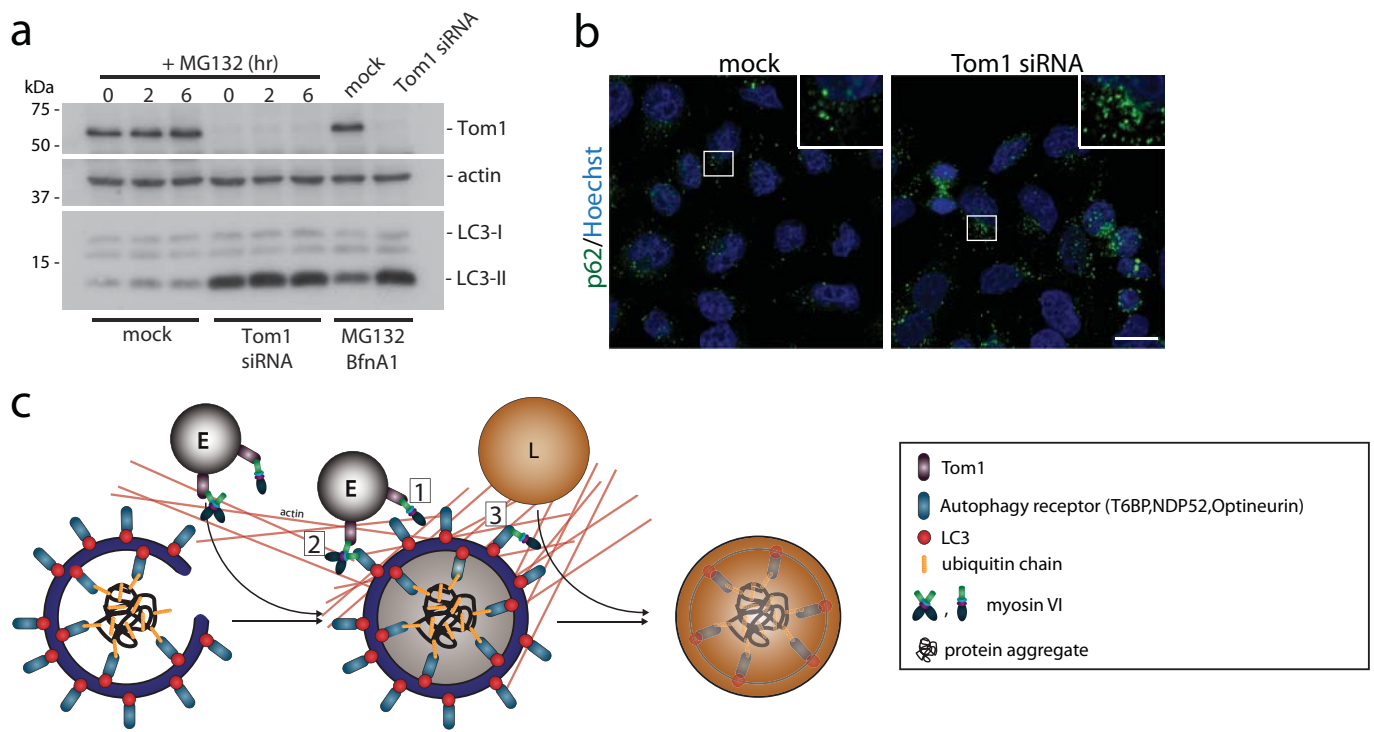 a
+ MG132 (hr)
mock
Tom1 siRNA
kDa
0 2 6 0 2 6
75 -
- Tom1
50 -
- actin
37 -
- LC3-I
15 -
- LC3-II
mock
Tom1
siRNA
MG132
BfnA1
b
mock
Tom1 siRNA
p62/Hoechst
c
E
E
L
actin
1
2
3
Tom1
Autophagy receptor (T6BP,NDP52,Optineurin)
LC3
ubiquitin chain
, myosin VI
protein aggregate